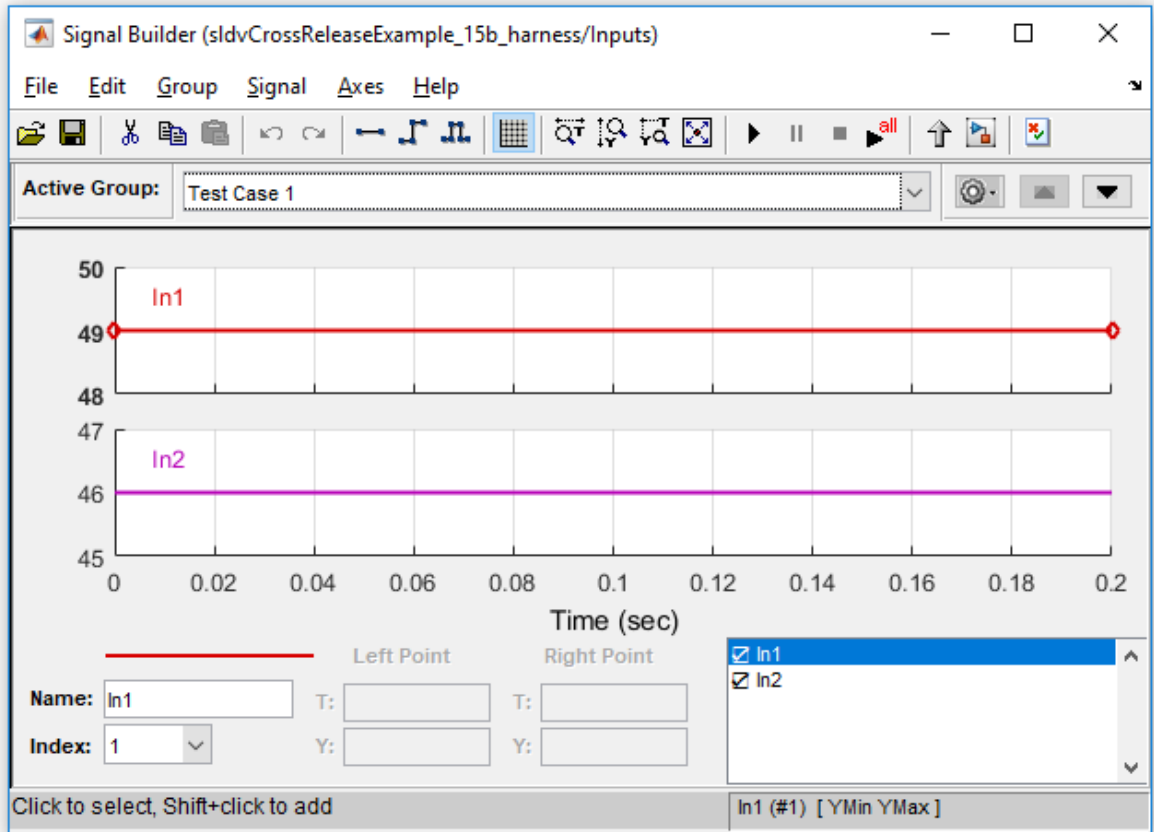 Signal Builder (sldvCrossReleaseExample_15b_harness/Inputs)
File Edit Group Signal Axes Help
all
Active Group: Test Case 1
50
In1
49
48
47
In2
46
45
0 0.02 0.04 0.06 0.08 0.1 0.12 0.14 0.16 0.18 0.2
Time (sec)
Left Point Right Point In1
In2
Name: In1 T: T:
Index: 1 Y: Y:
Click to select, Shift+click to add In1 (#1) [ YMin YMax ]